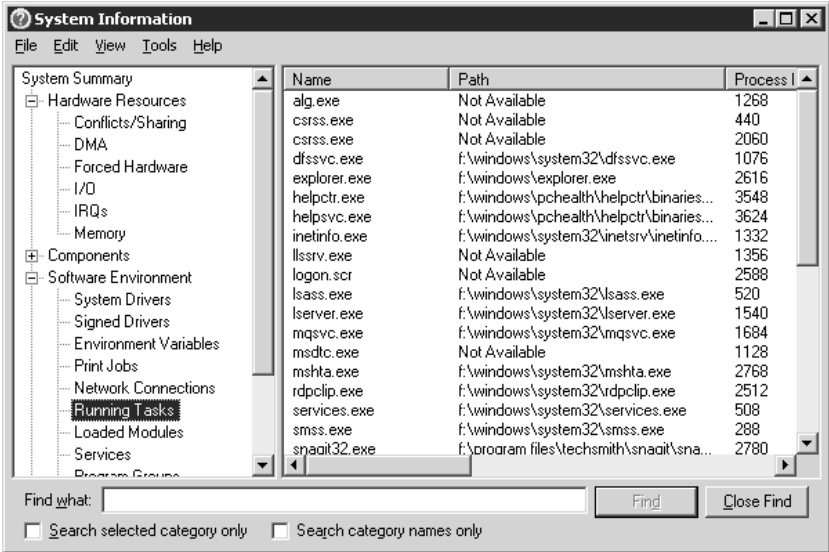 System Information
File Edit View Tools Help
System Summary
Hardware Resources
Conflicts/Sharing
DMA
Forced Hardware
I/O
IRQs
Memory
Components
Software Environment
System Drivers
Signed Drivers
Environment Variables
Print Jobs
Network Connections
Running Tasks
Loaded Modules
Services
Program Groups
Name Path Process I
alg.exe Not Available 1268
csrss.exe Not Available 440
csrss.exe Not Available 2060
dfssvc.exe f:\windows\system32\dfssvc.exe 1076
explorer.exe f:\windows\explorer.exe 2616
helpctr.exe f:\windows\pchealth\helpctr\binaries... 3548
helpsvc.exe f:\windows\pchealth\helpctr\binaries... 3624
inetinfo.exe f:\windows\system32\inetsrv\inetinfo.... 1332
llssrv.exe Not Available 1356
logon.scr Not Available 2588
lsass.exe f:\windows\system32\lsass.exe 520
lserver.exe f:\windows\system32\lserver.exe 1540
mqsvc.exe f:\windows\system32\mqsvc.exe 1684
msdtc.exe Not Available 1128
mshta.exe f:\windows\system32\mshta.exe 2768
rdpclip.exe f:\windows\system32\rdpclip.exe 2512
services.exe f:\windows\system32\services.exe 508
smss.exe f:\windows\system32\smss.exe 288
snagit32.exe f:\program files\techsmith\snagit\sna... 2780
Find what: Find Close Find
Search selected category only Search category names only